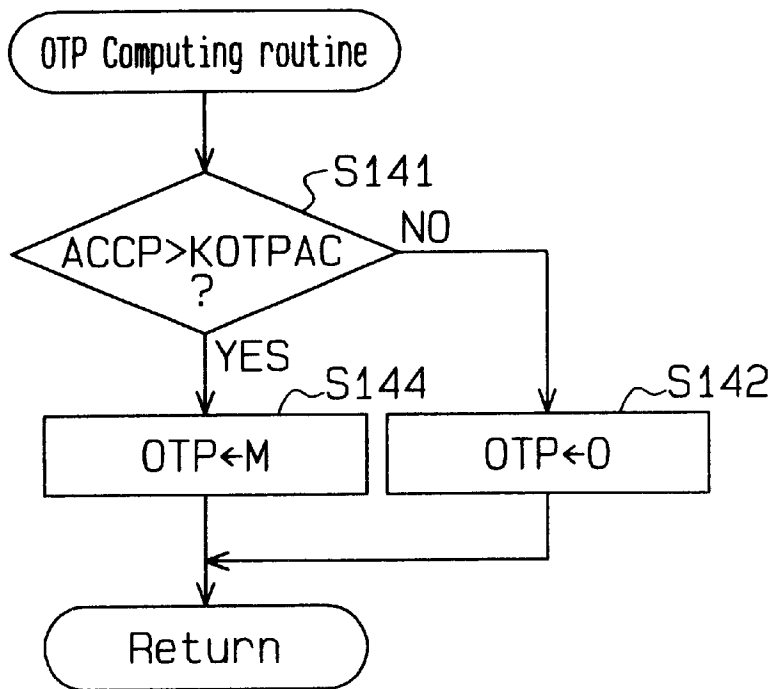 OTP Computing routine
S141
ACCP>KOTPAC
?
NO
YES
S144
S142
OTP←M
OTP←0
Return